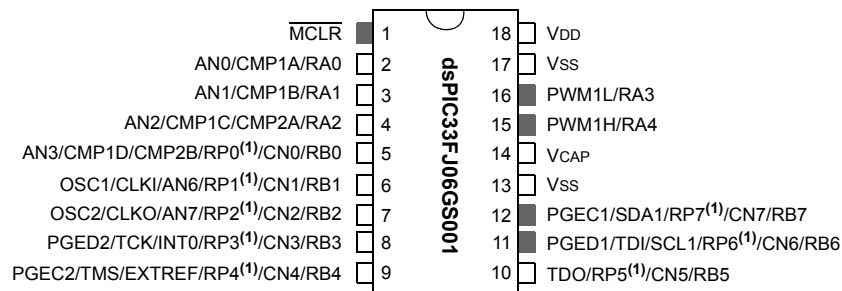 MCLR 1 18 VDD
AN0/CMP1A/RA0 2 17 VSS
AN1/CMP1B/RA1 3 16 PWM1L/RA3
AN2/CMP1C/CMP2A/RA2 4 15 PWM1H/RA4
AN3/CMP1D/CMP2B/RP0(1)/CN0/RB0 5 14 VCAP
OSC1/CLKI/AN6/RP1(1)/CN1/RB1 6 13 VSS
OSC2/CLKO/AN7/RP2(1)/CN2/RB2 7 12 PGEC1/SDA1/RP7(1)/CN7/RB7
PGED2/TCK/INT0/RP3(1)/CN3/RB3 8 11 PGED1/TDI/SCL1/RP6(1)/CN6/RB6
PGEC2/TMS/EXTREF/RP4(1)/CN4/RB4 9 10 TDO/RP5(1)/CN5/RB5
dsPIC33FJ06GS001